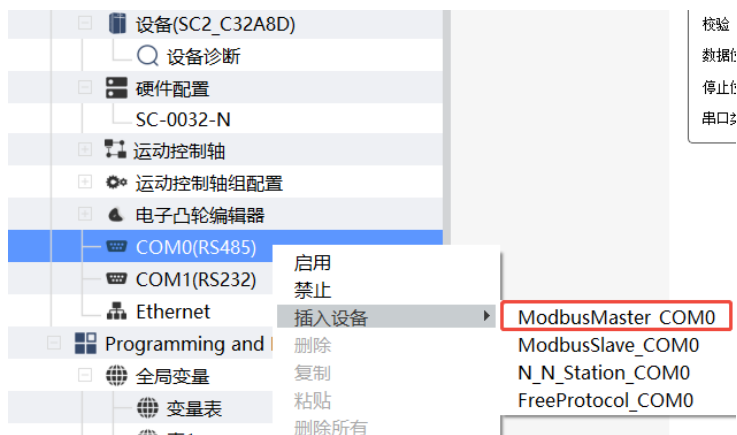 设备(SC2_C32A8D)
设备诊断
硬件配置
SC-0032-N
运动控制轴
运动控制轴组配置
电子凸轮编辑器
COM0(RS485)
COM1(RS232)
Ethernet
Programming and
全局变量
变量表
启用
禁止
插入设备
删除
复制
粘贴
删除所有
ModbusMaster_COM0
ModbusSlave_COM0
N_N_Station_COM0
FreeProtocol_COM0
校验
数据
停止
串口